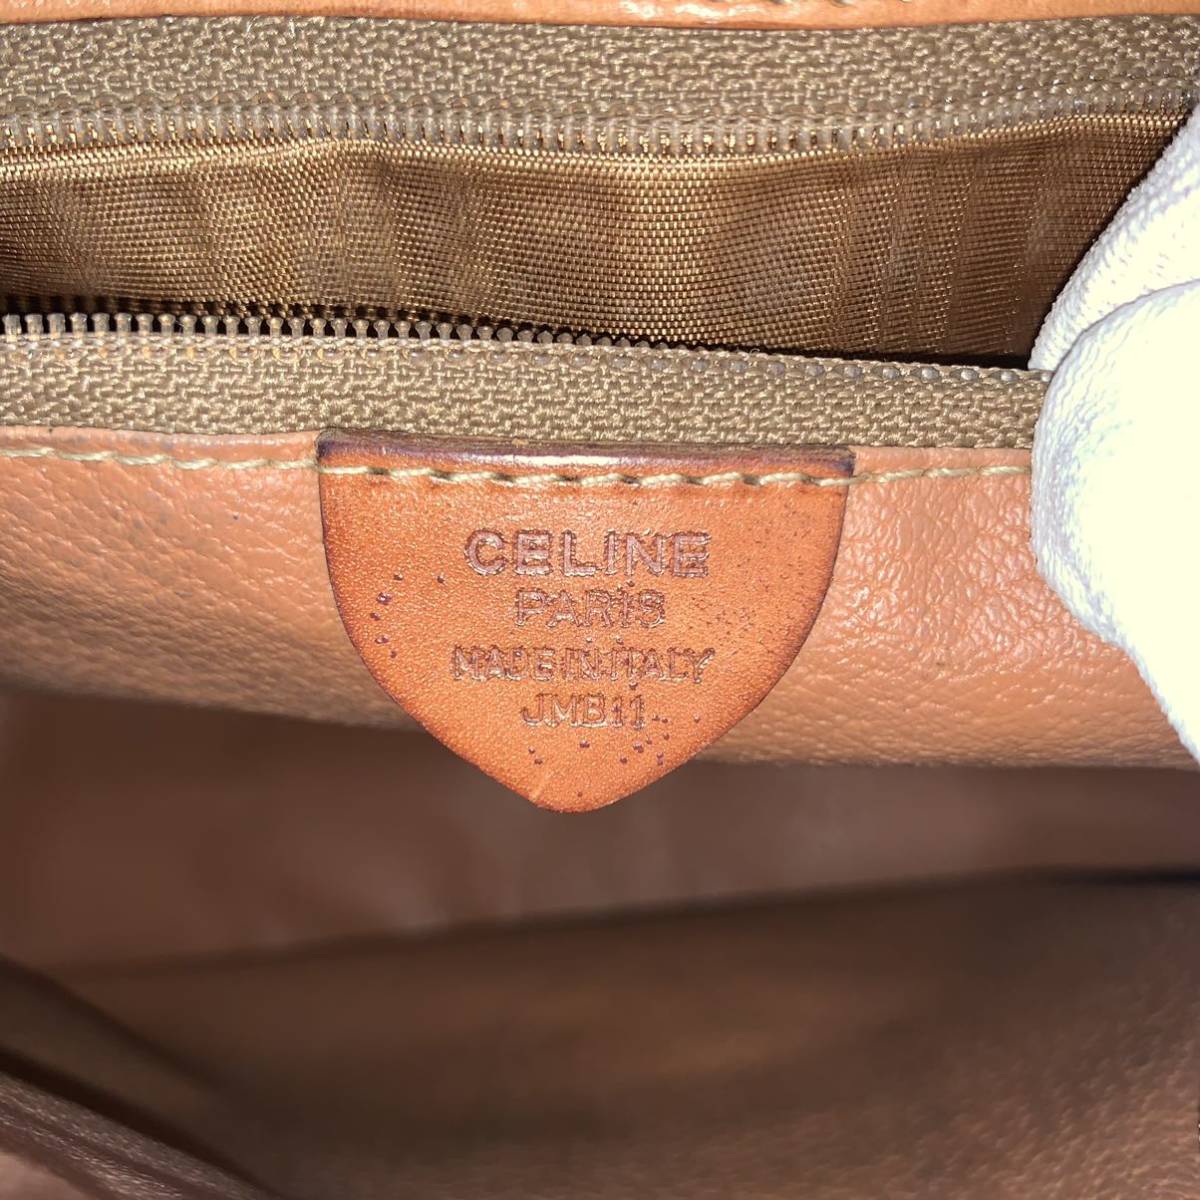 CELINE
PARIS
MADE IN ITALY
JMB11